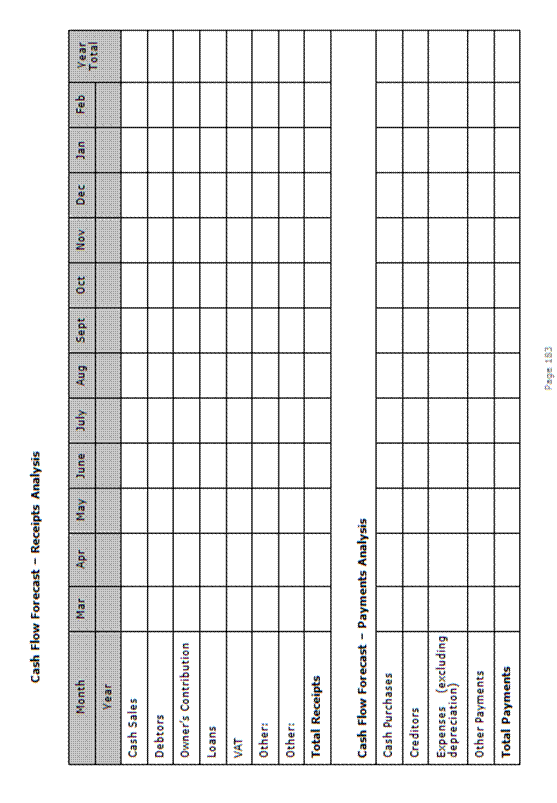 Cash Flow Forecast – Receipts Analysis
Month Mar Apr May June July Aug Sept Oct Nov Dec Jan Feb Year
Total
Year
Cash Sales
Debtors
Owner's Contribution
Loans
VAT
Other:
Other:
Total Receipts
Cash Flow Forecast – Payments Analysis
Cash Purchases
Creditors
Expenses (excluding
depreciation)
Other Payments
Total Payments
Page 183